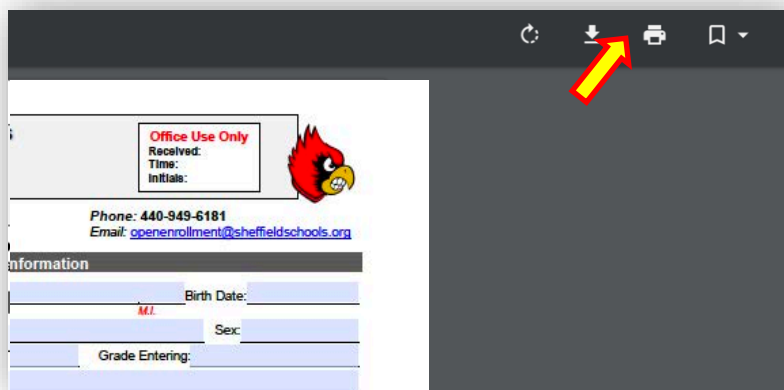 Office Use Only
Received:
Time:
Initials:
Phone: 440-949-6181
Email: openenrollment@sheffieldschools.org
nformation
Birth Date:
M.I.
Sex:
Grade Entering: